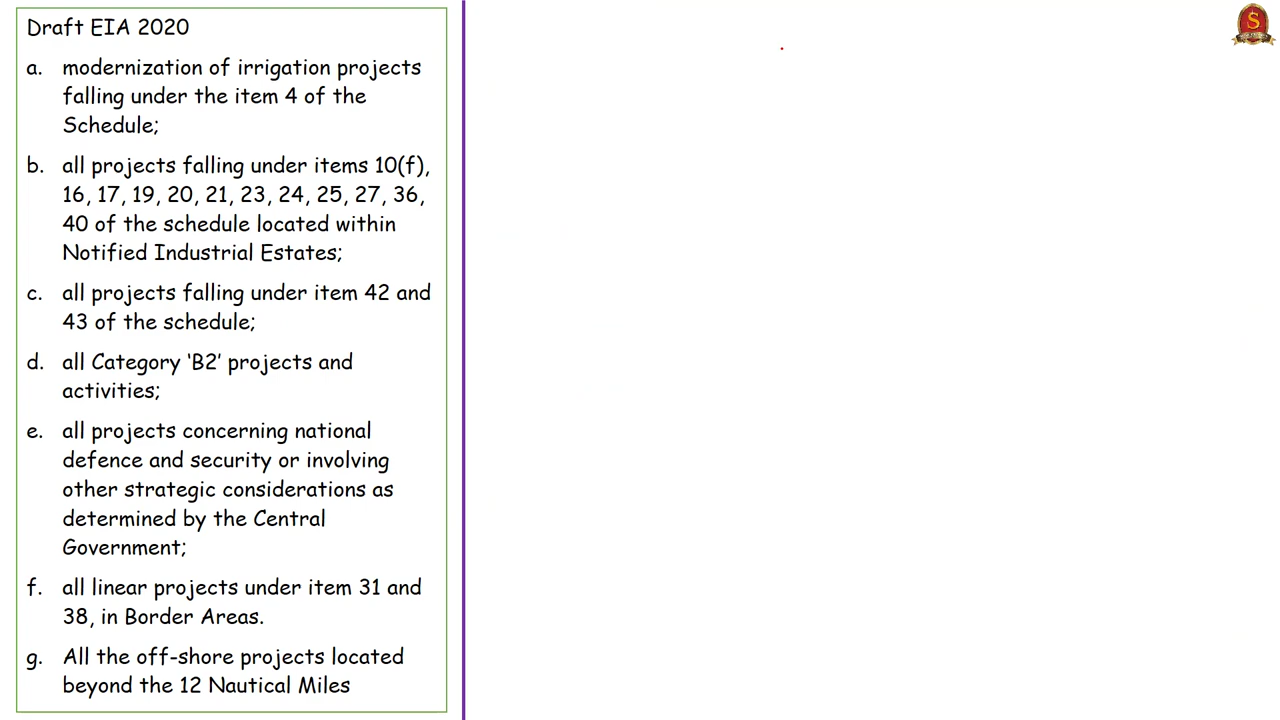 Draft EIA 2020
a. modernization of irrigation projects
falling under the item 4 of the
Schedule;
b. all projects falling under items 10(f),
16, 17, 19, 20, 21, 23, 24, 25, 27, 36,
40 of the schedule located within
Notified Industrial Estates;
c. all projects falling under item 42 and
43 of the schedule;
d. all Category ‘B2’ projects and
activities;
e. all projects concerning national
defence and security or involving
other strategic considerations as
determined by the Central
Government;
f. all linear projects under item 31 and
38, in Border Areas.
g. All the off-shore projects located
beyond the 12 Nautical Miles
S